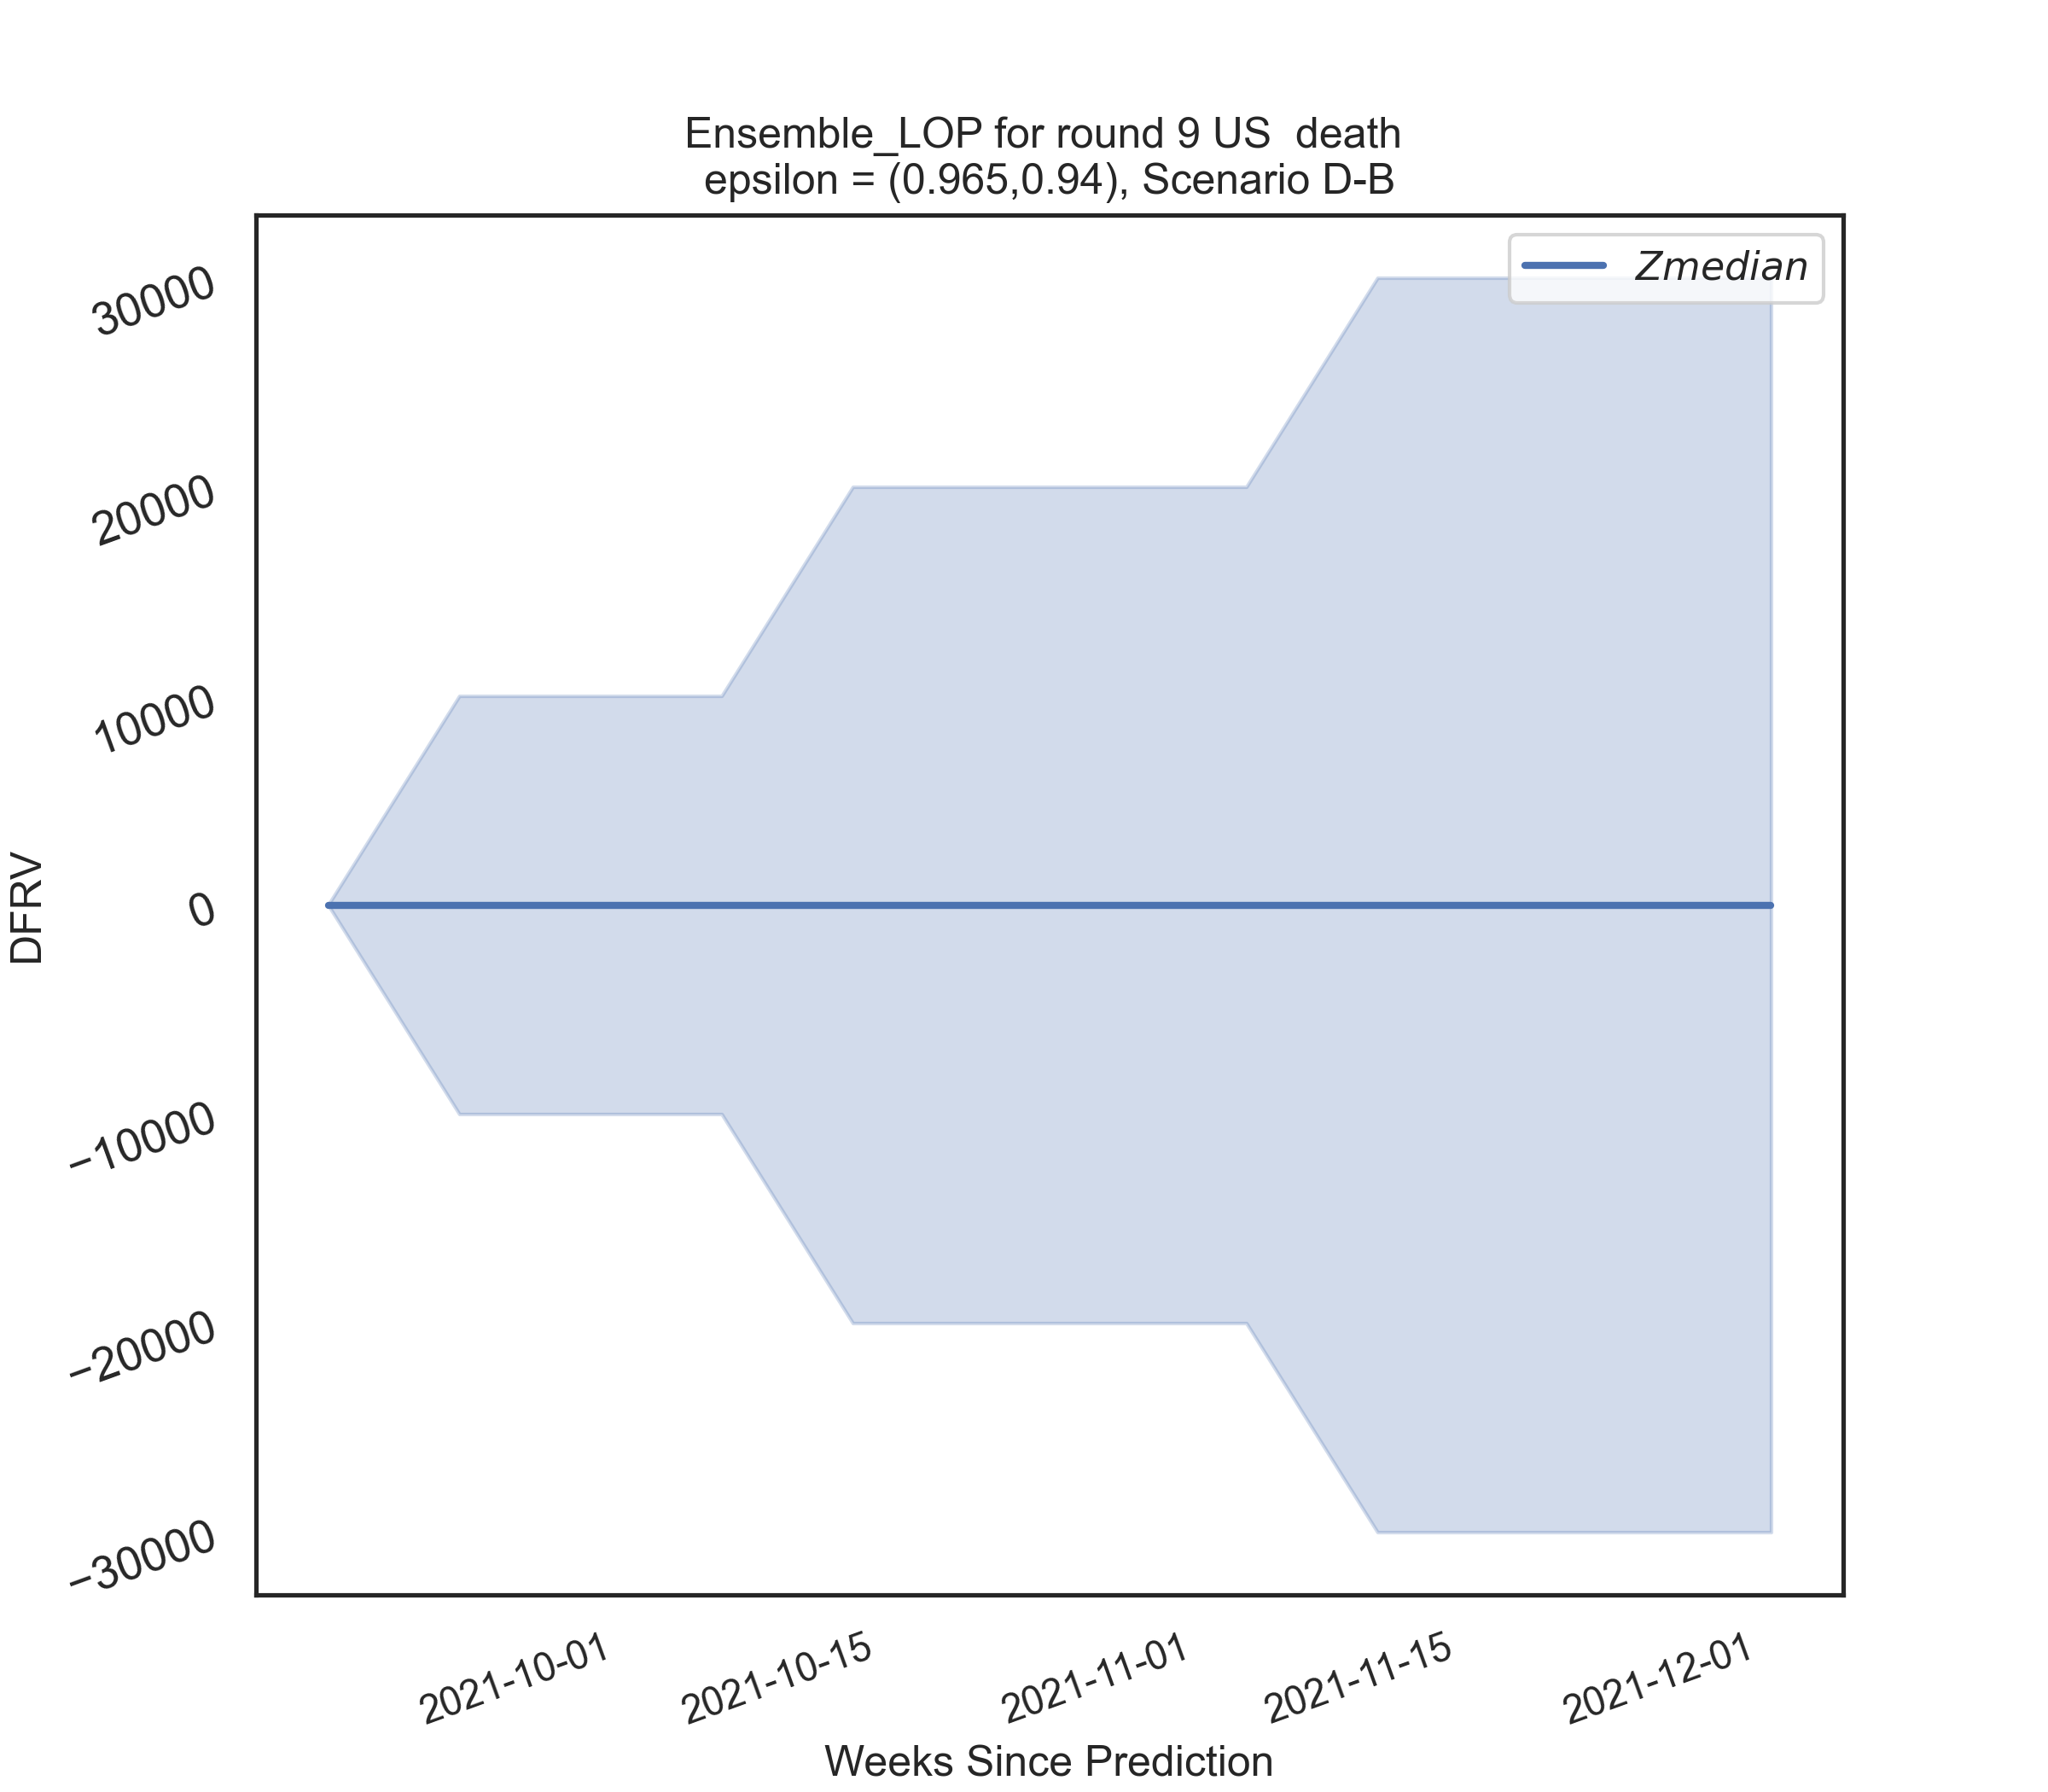 Ensemble_LOP for round 9 US  death
epsilon = (0.965,0.94), Scenario D-B
Zmedian
30000
20000
10000
0
−10000
−20000
−30000
DFRV
2021-10-01
2021-10-15
2021-11-01
2021-11-15
2021-12-01
Weeks Since Prediction